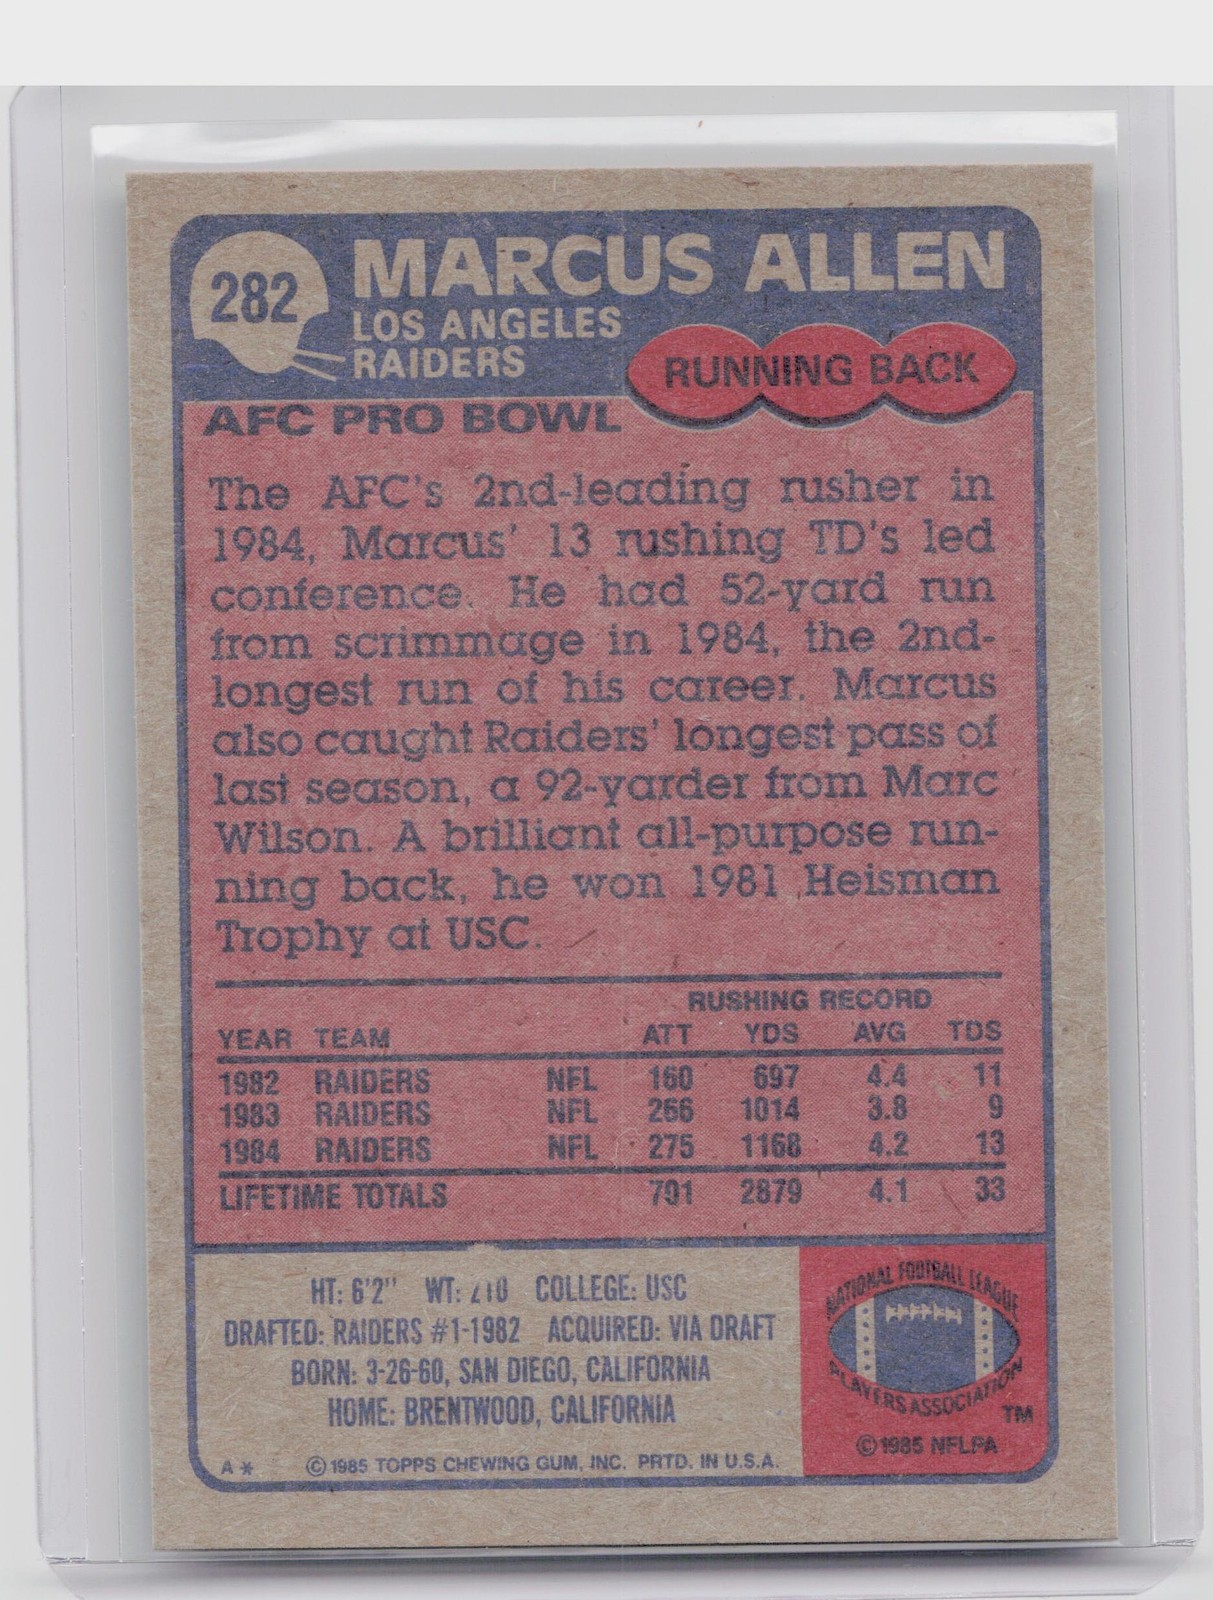 282
MARCUS ALLEN
LOS ANGELES
RAIDERS
RUNNING BACK
AFC PRO BOWL
The AFC's 2nd-leading rusher in
1984, Marcus' 13 rushing TD's led
conference. He had 52-yard run
from scrimmage in 1984, the 2nd-
longest run of his career. Marcus
also caught Raiders' longest pass of
last season, a 92-yarder from Marc
Wilson. A brilliant all-purpose run-
ning back, he won 1981 Heisman
Trophy at USC.
RUSHING RECORD
YEAR TEAM ATT YDS AVG TDS
1982 RAIDERS NFL 160 697 4.4 11
1983 RAIDERS NFL 266 1014 3.8 9
1984 RAIDERS NFL 275 1168 4.2 13
LIFETIME TOTALS 701 2879 4.1 33
HT: 6'2" WT: 210 COLLEGE: USC
DRAFTED: RAIDERS #1-1982 ACQUIRED: VIA DRAFT
BORN: 3-26-60, SAN DIEGO, CALIFORNIA
HOME: BRENTWOOD, CALIFORNIA
A* ©1985 TOPPS CHEWING GUM, INC. PRTD. IN U.S.A.
NATIONAL FOOTBALL LEAGUE
PLAYERS ASSOCIATION
TM
©1985 NFLPA